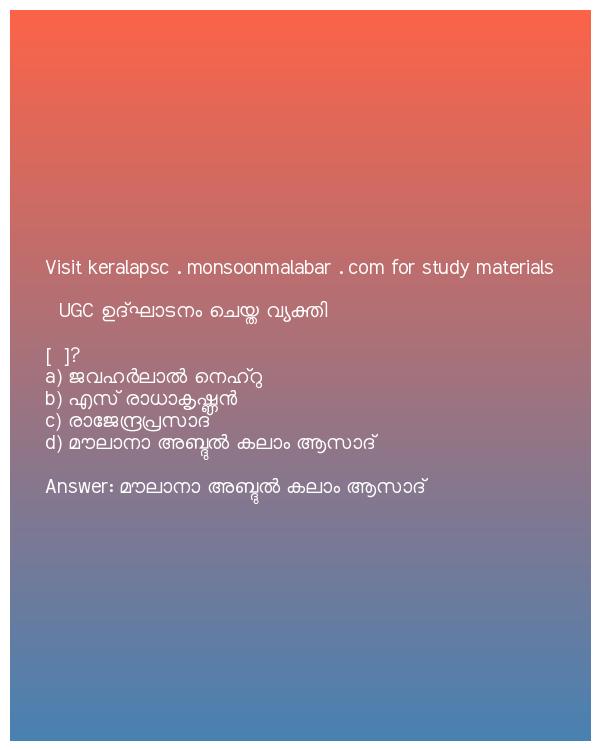 Visit keralapsc . monsoonmalabar . com for study materials
UGC ഉദ്ഘാടനം ചെയ്ത വ്യക്തി
[ ]?
a) ജവഹർലാൽ നെഹ്റു
b) എസ് രാധാകൃഷ്ണൻ
c) രാജേന്ദ്രപ്രസാദ്
d) മൗലാനാ അബ്ദുൽ കലാം ആസാദ്
Answer: മൗലാനാ അബ്ദുൽ കലാം ആസാദ്